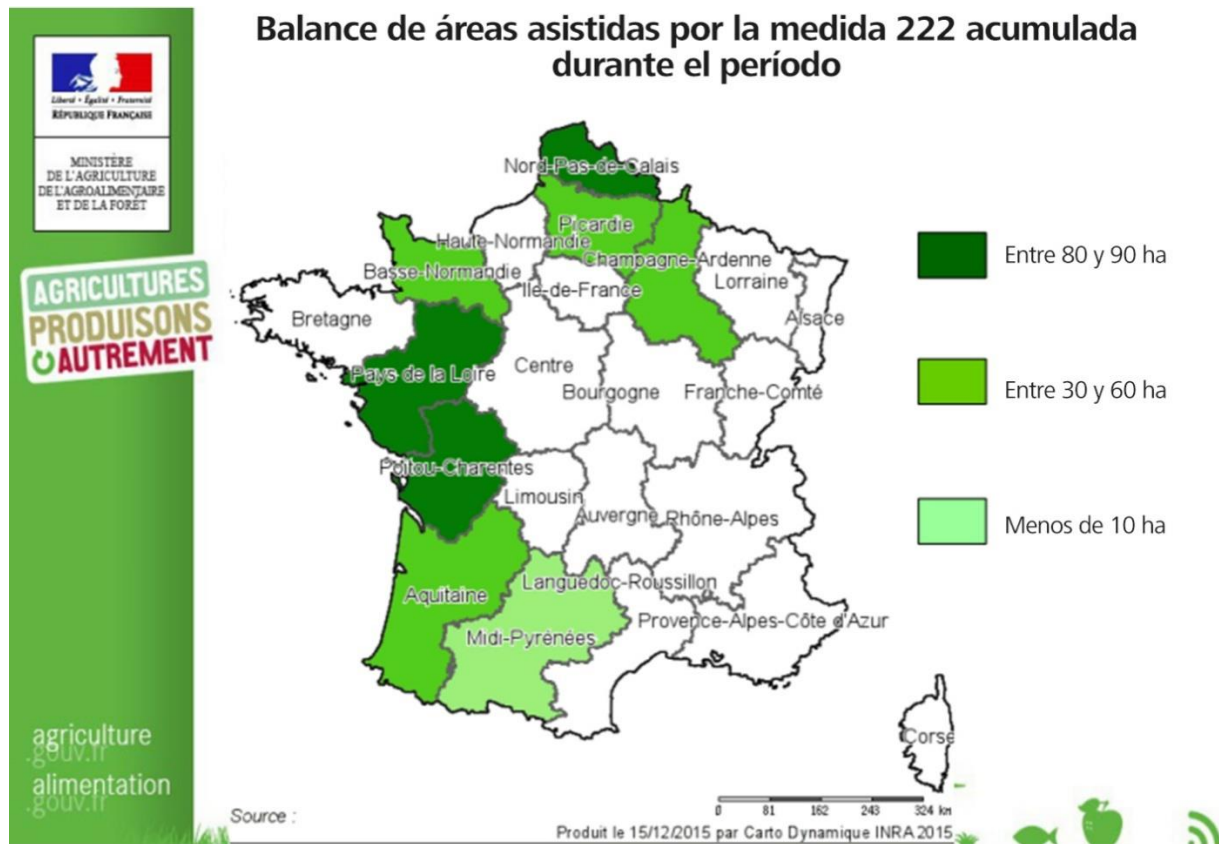 Balance de áreas asistidas por la medida 222 acumulada
durante el período
Liberté • Égalité • Fraternité
RÉPUBLIQUE FRANÇAISE
MINISTÈRE
DE L'AGRICULTURE
DE L'AGROALIMENTAIRE
ET DE LA FORÊT
AGRICULTURES
PRODUISONS
AUTREMENT
Nord-Pas-de-Calais
Picardie
Haute-Normandie
Champagne-Ardenne
Basse-Normandie
Ile-de-France
Lorraine
Alsace
Bretagne
Pays de la Loire
Centre
Bourgogne
Franche-Comté
Poitou-Charentes
Limousin
Auvergne
Rhône-Alpes
Aquitaine
Languedoc-Roussillon
Midi-Pyrénées
Provence-Alpes-Côte d'Azur
Corse
Entre 80 y 90 ha
Entre 30 y 60 ha
Menos de 10 ha
agriculture
.gouv.fr
alimentation
.gouv.fr
Source :
0 81 162 243 324 km
Produit le 15/12/2015 par Carto Dynamique INRA 2015